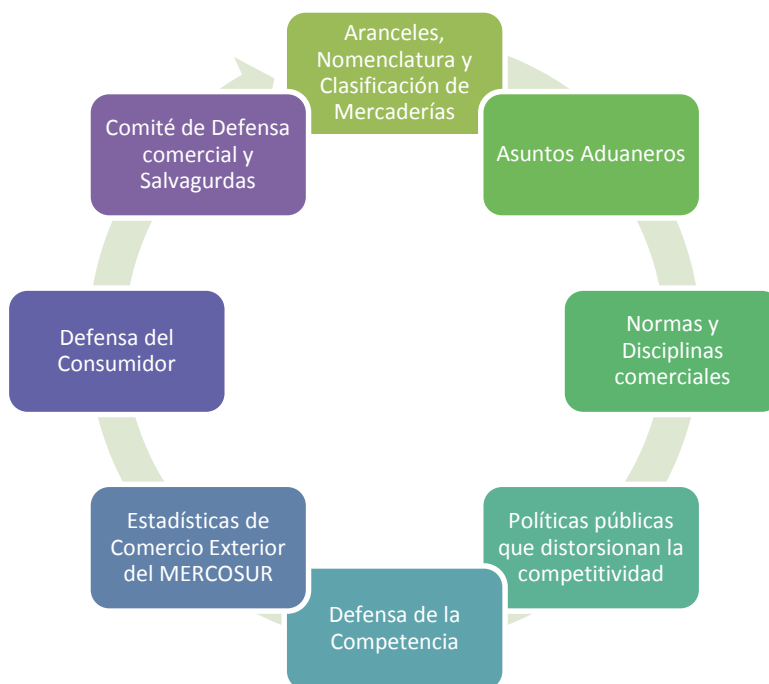 Aranceles,
Nomenclatura y
Clasificación de
Mercaderías
Asuntos Aduaneros
Normas y
Disciplinas
comerciales
Políticas públicas
que distorsionan la
competitividad
Defensa de la
Competencia
Estadísticas de
Comercio Exterior
del MERCOSUR
Defensa del
Consumidor
Comité de Defensa
comercial y
Salvagurdas